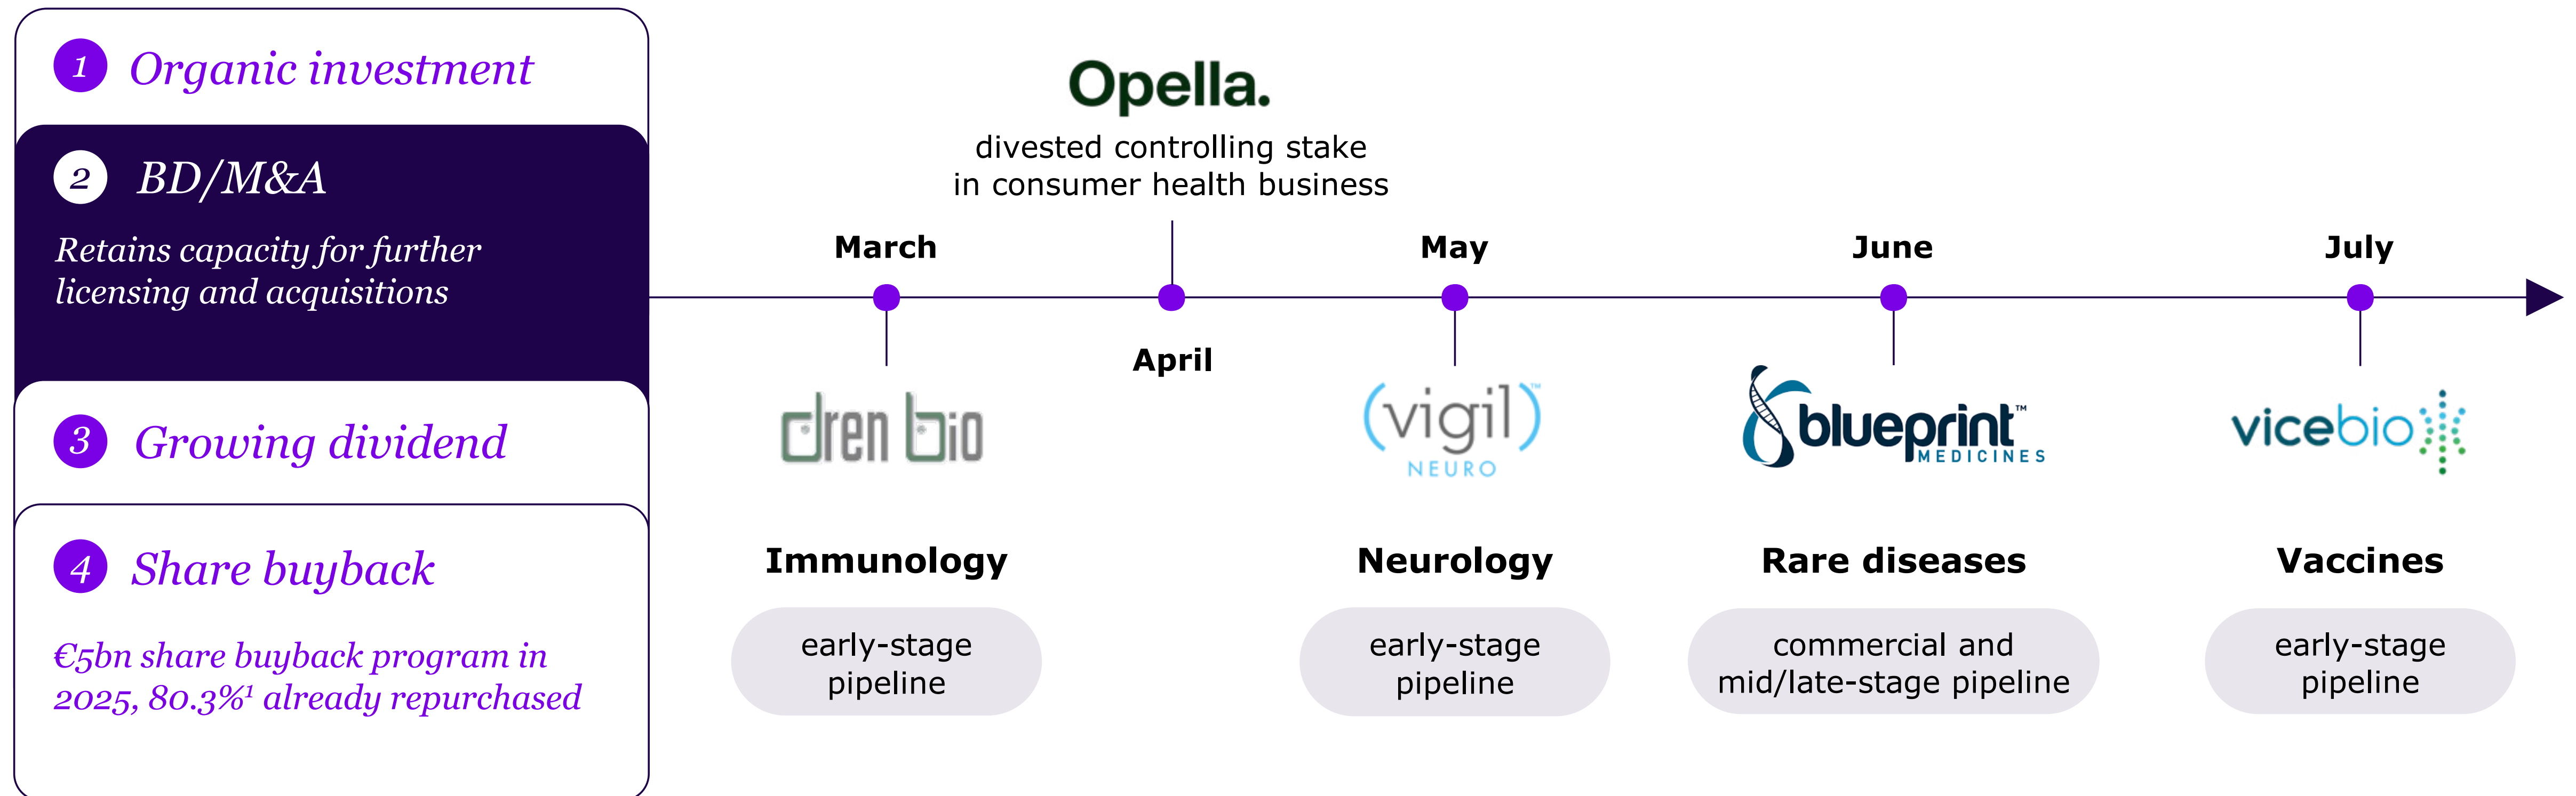 1 Organic investment
2 BD/M&A
Retains capacity for further
licensing and acquisitions
3 Growing dividend
4 Share buyback
€5bn share buyback program in
2025, 80.3%¹ already repurchased
Opella.
divested controlling stake
in consumer health business
March
April
May
June
July
dren bio
(vigil)™
NEURO
blueprint™
MEDICINES
vicebio
Immunology
early-stage
pipeline
Neurology
early-stage
pipeline
Rare diseases
commercial and
mid/late-stage pipeline
Vaccines
early-stage
pipeline